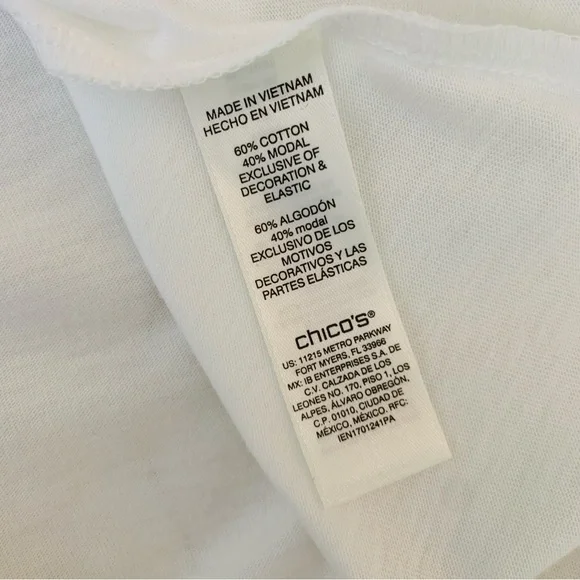 MADE IN VIETNAM
HECHO EN VIETNAM
60% COTTON
40% MODAL
EXCLUSIVE OF
DECORATION &
ELASTIC
60% ALGODÓN
40% modal
EXCLUSIVO DE LOS
MOTIVOS
DECORATIVOS Y LAS
PARTES ELÁSTICAS
chico's®
US: 11215 METRO PARKWAY
FORT MYERS, FL 33966
MX: IB ENTERPRISES S.A. DE
C.V. CALZADA DE LOS
LEONES NO. 170, PISO 1, LOS
ALPES, ÁLVARO OBREGÓN,
C.P. 01010, CIUDAD DE
MÉXICO, MÉXICO. RFC:
IEN1701241PA